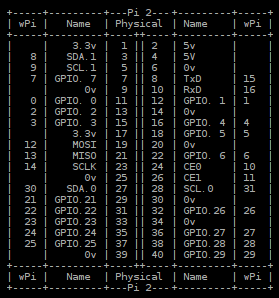 +-----+---------+---Pi 2---+---------+-----+
| wPi |   Name  | Physical |  Name   | wPi |
+-----+---------+----++----+---------+-----+
|     |    3.3v |  1 || 2  | 5v      |     |
|   8 |   SDA.1 |  3 || 4  | 5V      |     |
|   9 |   SCL.1 |  5 || 6  | 0v      |     |
|   7 | GPIO. 7 |  7 || 8  | TxD     | 15  |
|     |      0v |  9 || 10 | RxD     | 16  |
|   0 | GPIO. 0 | 11 || 12 | GPIO. 1 | 1   |
|   2 | GPIO. 2 | 13 || 14 | 0v      |     |
|   3 | GPIO. 3 | 15 || 16 | GPIO. 4 | 4   |
|     |    3.3v | 17 || 18 | GPIO. 5 | 5   |
|  12 |    MOSI | 19 || 20 | 0v      |     |
|  13 |    MISO | 21 || 22 | GPIO. 6 | 6   |
|  14 |    SCLK | 23 || 24 | CE0     | 10  |
|     |      0v | 25 || 26 | CE1     | 11  |
|  30 |   SDA.0 | 27 || 28 | SCL.0   | 31  |
|  21 | GPIO.21 | 29 || 30 | 0v      |     |
|  22 | GPIO.22 | 31 || 32 | GPIO.26 | 26  |
|  23 | GPIO.23 | 33 || 34 | 0v      |     |
|  24 | GPIO.24 | 35 || 36 | GPIO.27 | 27  |
|  25 | GPIO.25 | 37 || 38 | GPIO.28 | 28  |
|     |      0v | 39 || 40 | GPIO.29 | 29  |
+-----+---------+----++----+---------+-----+
| wPi |   Name  | Physical |  Name   | wPi |
+-----+---------+---Pi 2---+---------+-----+